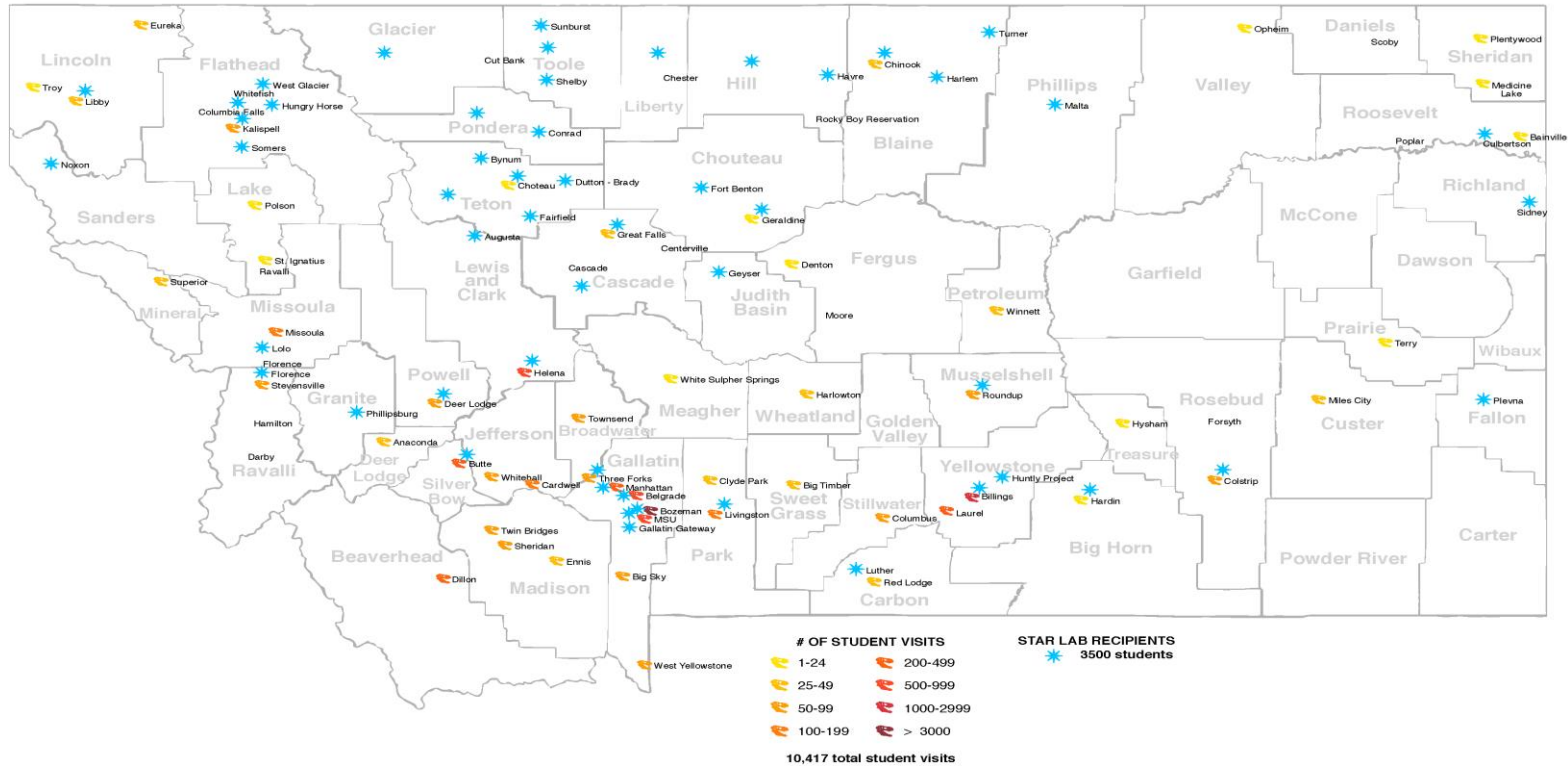 Eureka
Glacier
Sunburst
Turner
Opheim
Daniels
Scoby
Plentywood
Sheridan
Lincoln
Flathead
Cut Bank
Toole
Chester
Hill
Havre
Chinook
Harlem
Phillips
Valley
Medicine
Lake
Troy
Libby
West Glacier
Whitefish
Hungry Horse
Columbia Falls
Kalispell
Shelby
Liberty
Malta
Roosevelt
Pondera
Conrad
Rocky Boy Reservation
Blaine
Poplar
Culbertson
Bainville
Somers
Noxon
Bynum
Chouteau
Richland
Lake
Polson
Choteau
Dutton - Brady
Teton
Fort Benton
Sidney
Sanders
Fairfield
Geraldine
McCone
Augusta
Great Falls
Centerville
St. Ignatius
Ravalli
Lewis
and
Clark
Cascade
Cascade
Geyser
Denton
Fergus
Garfield
Dawson
Superior
Mineral
Missoula
Judith
Basin
Petroleum
Winnett
Moore
Missoula
Prairie
Terry
Wibaux
Lolo
Florence
Florence
Stevensville
Powell
Helena
White Sulpher Springs
Musselshell
Granite
Deer Lodge
Phillipsburg
Meagher
Harlowton
Wheatland
Roundup
Rosebud
Miles City
Custer
Plevna
Fallon
Hamilton
Townsend
Broadwater
Golden
Valley
Hysham
Forsyth
Anaconda
Jefferson
Darby
Ravalli
Deer
Lodge
Butte
Gallatin
Treasure
Silver
Bow
Whitehall
Cardwell
Three Forks
Manhattan
Belgrade
Clyde Park
Big Timber
Sweet
Grass
Yellowstone
Huntly Project
Billings
Colstrip
Hardin
Bozeman
MSU
Gallatin Gateway
Livingston
Stillwater
Columbus
Laurel
Twin Bridges
Sheridan
Ennis
Beaverhead
Dillon
Madison
Big Sky
Park
Luther
Red Lodge
Carbon
Big Horn
Powder River
Carter
West Yellowstone
# OF STUDENT VISITS
1-24
25-49
50-99
100-199
200-499
500-999
1000-2999
> 3000
10,417 total student visits
STAR LAB RECIPIENTS
3500 students